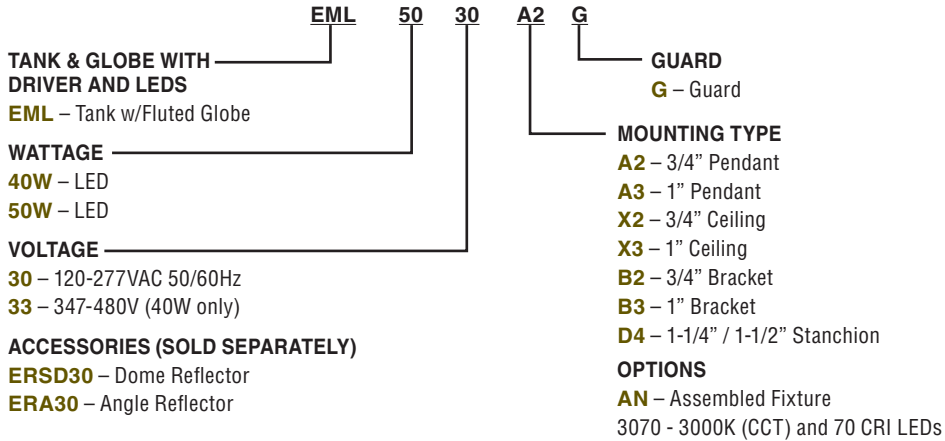 EML 50 30 A2 G
TANK & GLOBE WITH
DRIVER AND LEDS
EML – Tank w/Fluted Globe
WATTAGE
40W – LED
50W – LED
VOLTAGE
30 – 120-277VAC 50/60Hz
33 – 347-480V (40W only)
ACCESSORIES (SOLD SEPARATELY)
ERSD30 – Dome Reflector
ERA30 – Angle Reflector
GUARD
G – Guard
MOUNTING TYPE
A2 – 3/4” Pendant
A3 – 1” Pendant
X2 – 3/4” Ceiling
X3 – 1” Ceiling
B2 – 3/4” Bracket
B3 – 1” Bracket
D4 – 1-1/4” / 1-1/2” Stanchion
OPTIONS
AN – Assembled Fixture
3070 - 3000K (CCT) and 70 CRI LEDs